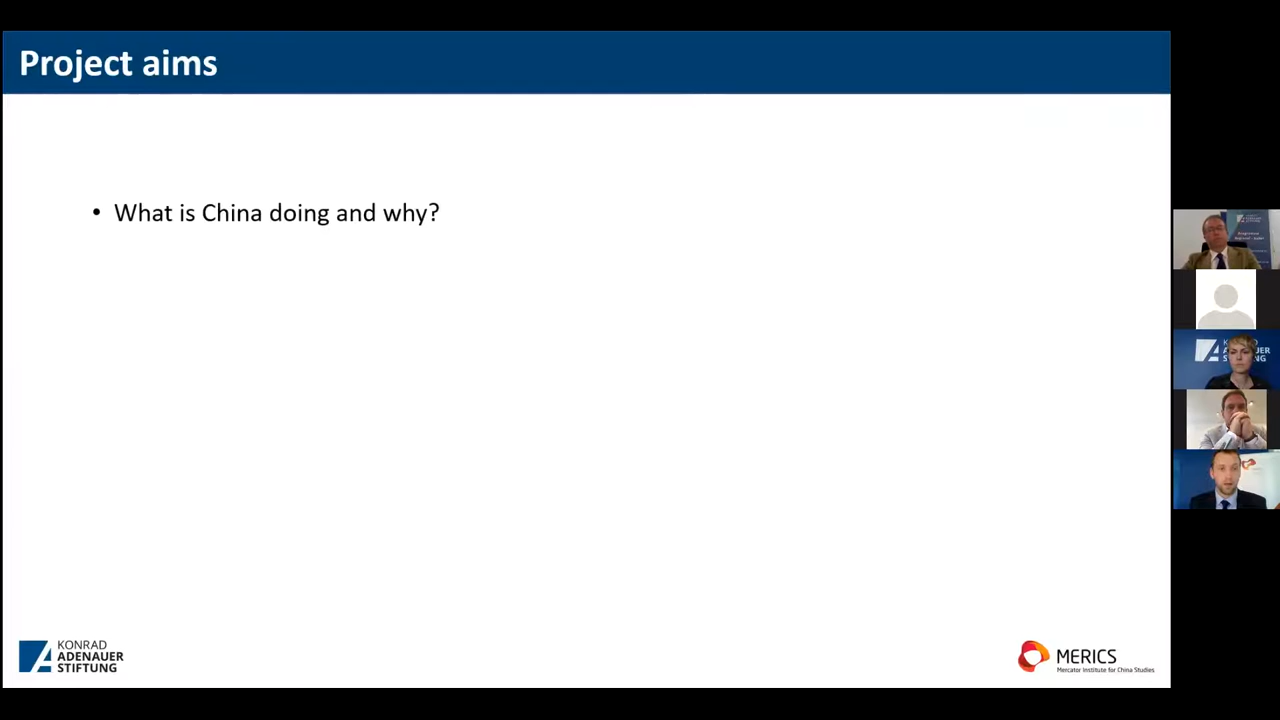 Project aims
• What is China doing and why?
KONRAD
ADENAUER
STIFTUNG
MERICS
Mercator Institute for China Studies